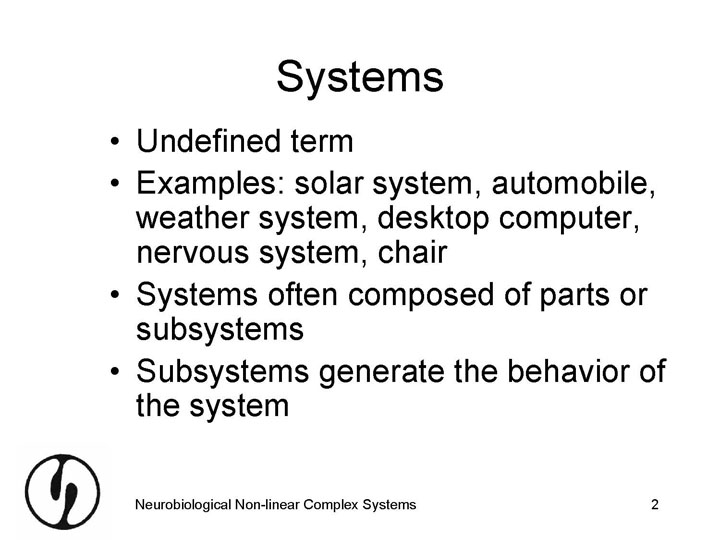 Systems
• Undefined term
• Examples: solar system, automobile,
weather system, desktop computer,
nervous system, chair
• Systems often composed of parts or
subsystems
• Subsystems generate the behavior of
the system
Neurobiological Non-linear Complex Systems
2